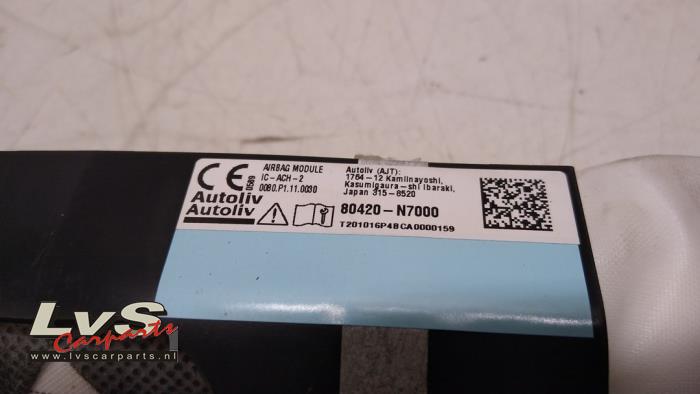 CE
0589
AIRBAG MODULE
IC-ACH-2
0080.P1.11.0030
Autoliv
Autoliv
Autoliv (AJT):
1764-12 Kamiinayoshi,
Kasumigaura-shi Ibaraki,
Japan 315-8520
80420-N7000
T201016P4BCA0000159
LvS
Carparts
www.lvscarparts.nl